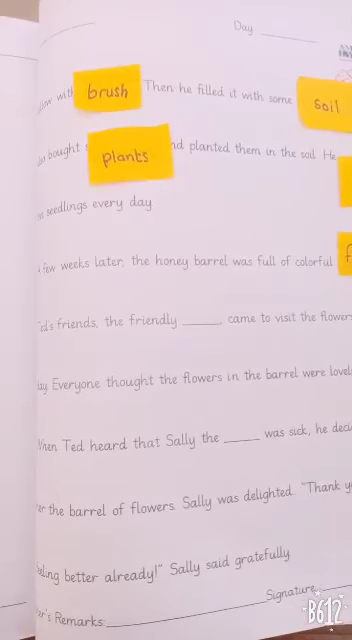 Day
with brush Then he filled it with some soil
bought plants nd planted them in the soil. He
seedlings every day
few weeks later, the honey barrel was full of colorful f
friends, the friendly came to visit the flowers
Everyone thought the flowers in the barrel were lovel
When Ted heard that Sally the was sick, he deci
the barrel of flowers. Sally was delighted. "Thank y
feeling better already!" Sally said gratefully
Signature:
er's Remarks:
B612